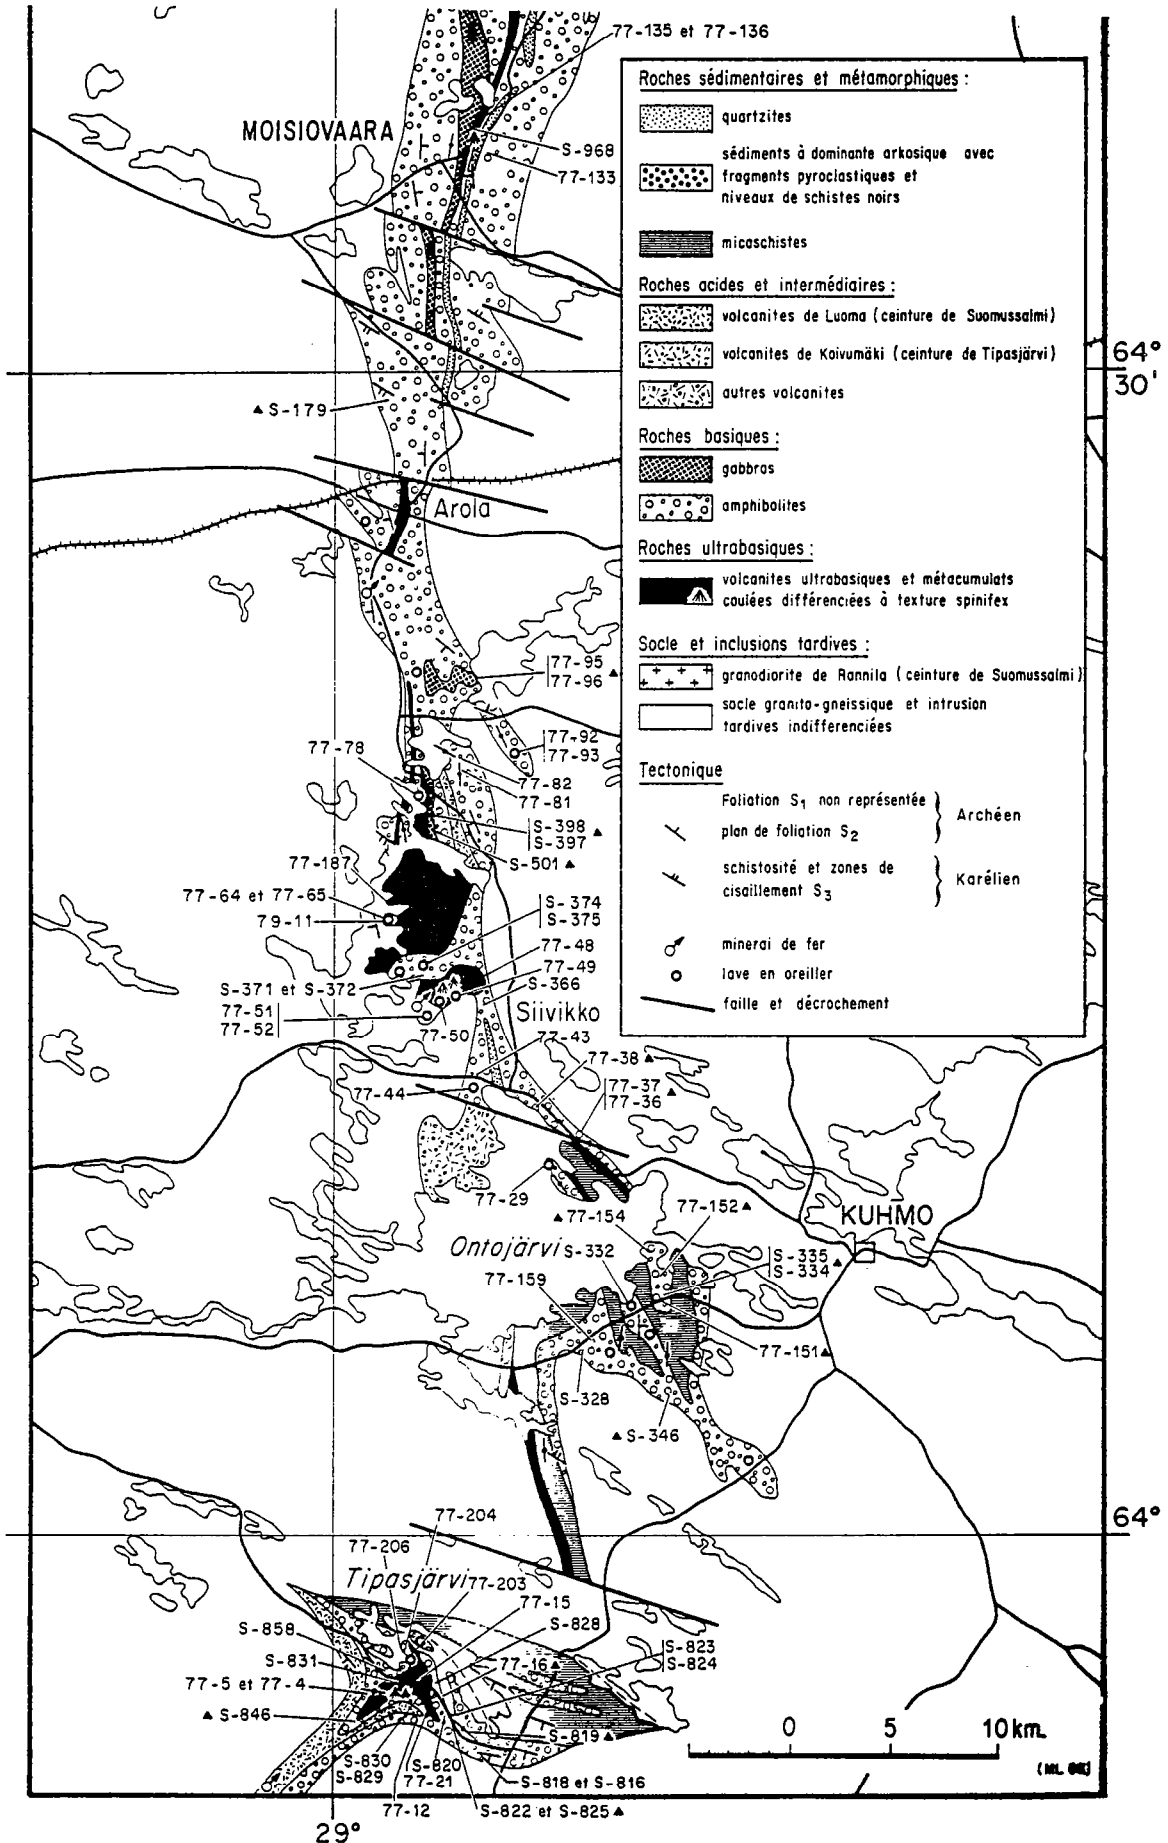 77-135 et 77-136
MOISIOVAARA
S-968
77-133
Roches sédimentaires et métamorphiques :
quartzites
sédiments à dominante arkosique avec
fragments pyroclastiques et
niveaux de schistes noirs
micaschistes
Roches acides et intermédiaires :
volcanites de Luoma (ceinture de Suomussalmi)
volcanites de Koivumäki (ceinture de Tipasjärvi)
autres volcanites
Roches basiques :
gabbros
amphibolites
Roches ultrabasiques :
volcanites ultrabasiques et métacumulats
coulées différenciées à texture spinifex
Socle et inclusions tardives :
granodiorite de Rannila (ceinture de Suomussalmi)
socle granito-gneissique et intrusion
tardives indifferenciées
Tectonique
Foliation S₁ non représentée
plan de foliation S₂
Archéen
schistosité et zones de
cisaillement S₃
Karélien
minerai de fer
lave en oreiller
faille et décrochement
64°
30'
▲ S-179
Arola
77-95
77-96 ▲
77-92
77-93
77-78
77-82
77-81
S-398 ▲
S-397
S-501 ▲
77-187
77-64 et 77-65
79-11
S-374
S-375
77-48
77-49
S-366
S-371 et S-372
77-51
77-52
77-50
Siivikko
77-43
77-38 ▲
77-37
77-36 ▲
77-44
77-29
77-152 ▲
▲ 77-154
KUHMO
Ontojärvi
S-332
S-335
S-334 ▲
77-159
77-151 ▲
S-328
▲ S-346
64°
77-204
77-206
Tipasjärvi
77-203
77-15
S-828
S-858
S-823
S-824
S-831
77-16 ▲
77-5 et 77-4
▲ S-846
S-819 ▲
S-830
S-829
S-820
77-21
S-818 et S-816
77-12
S-822 et S-825 ▲
0 5 10 km.
29°